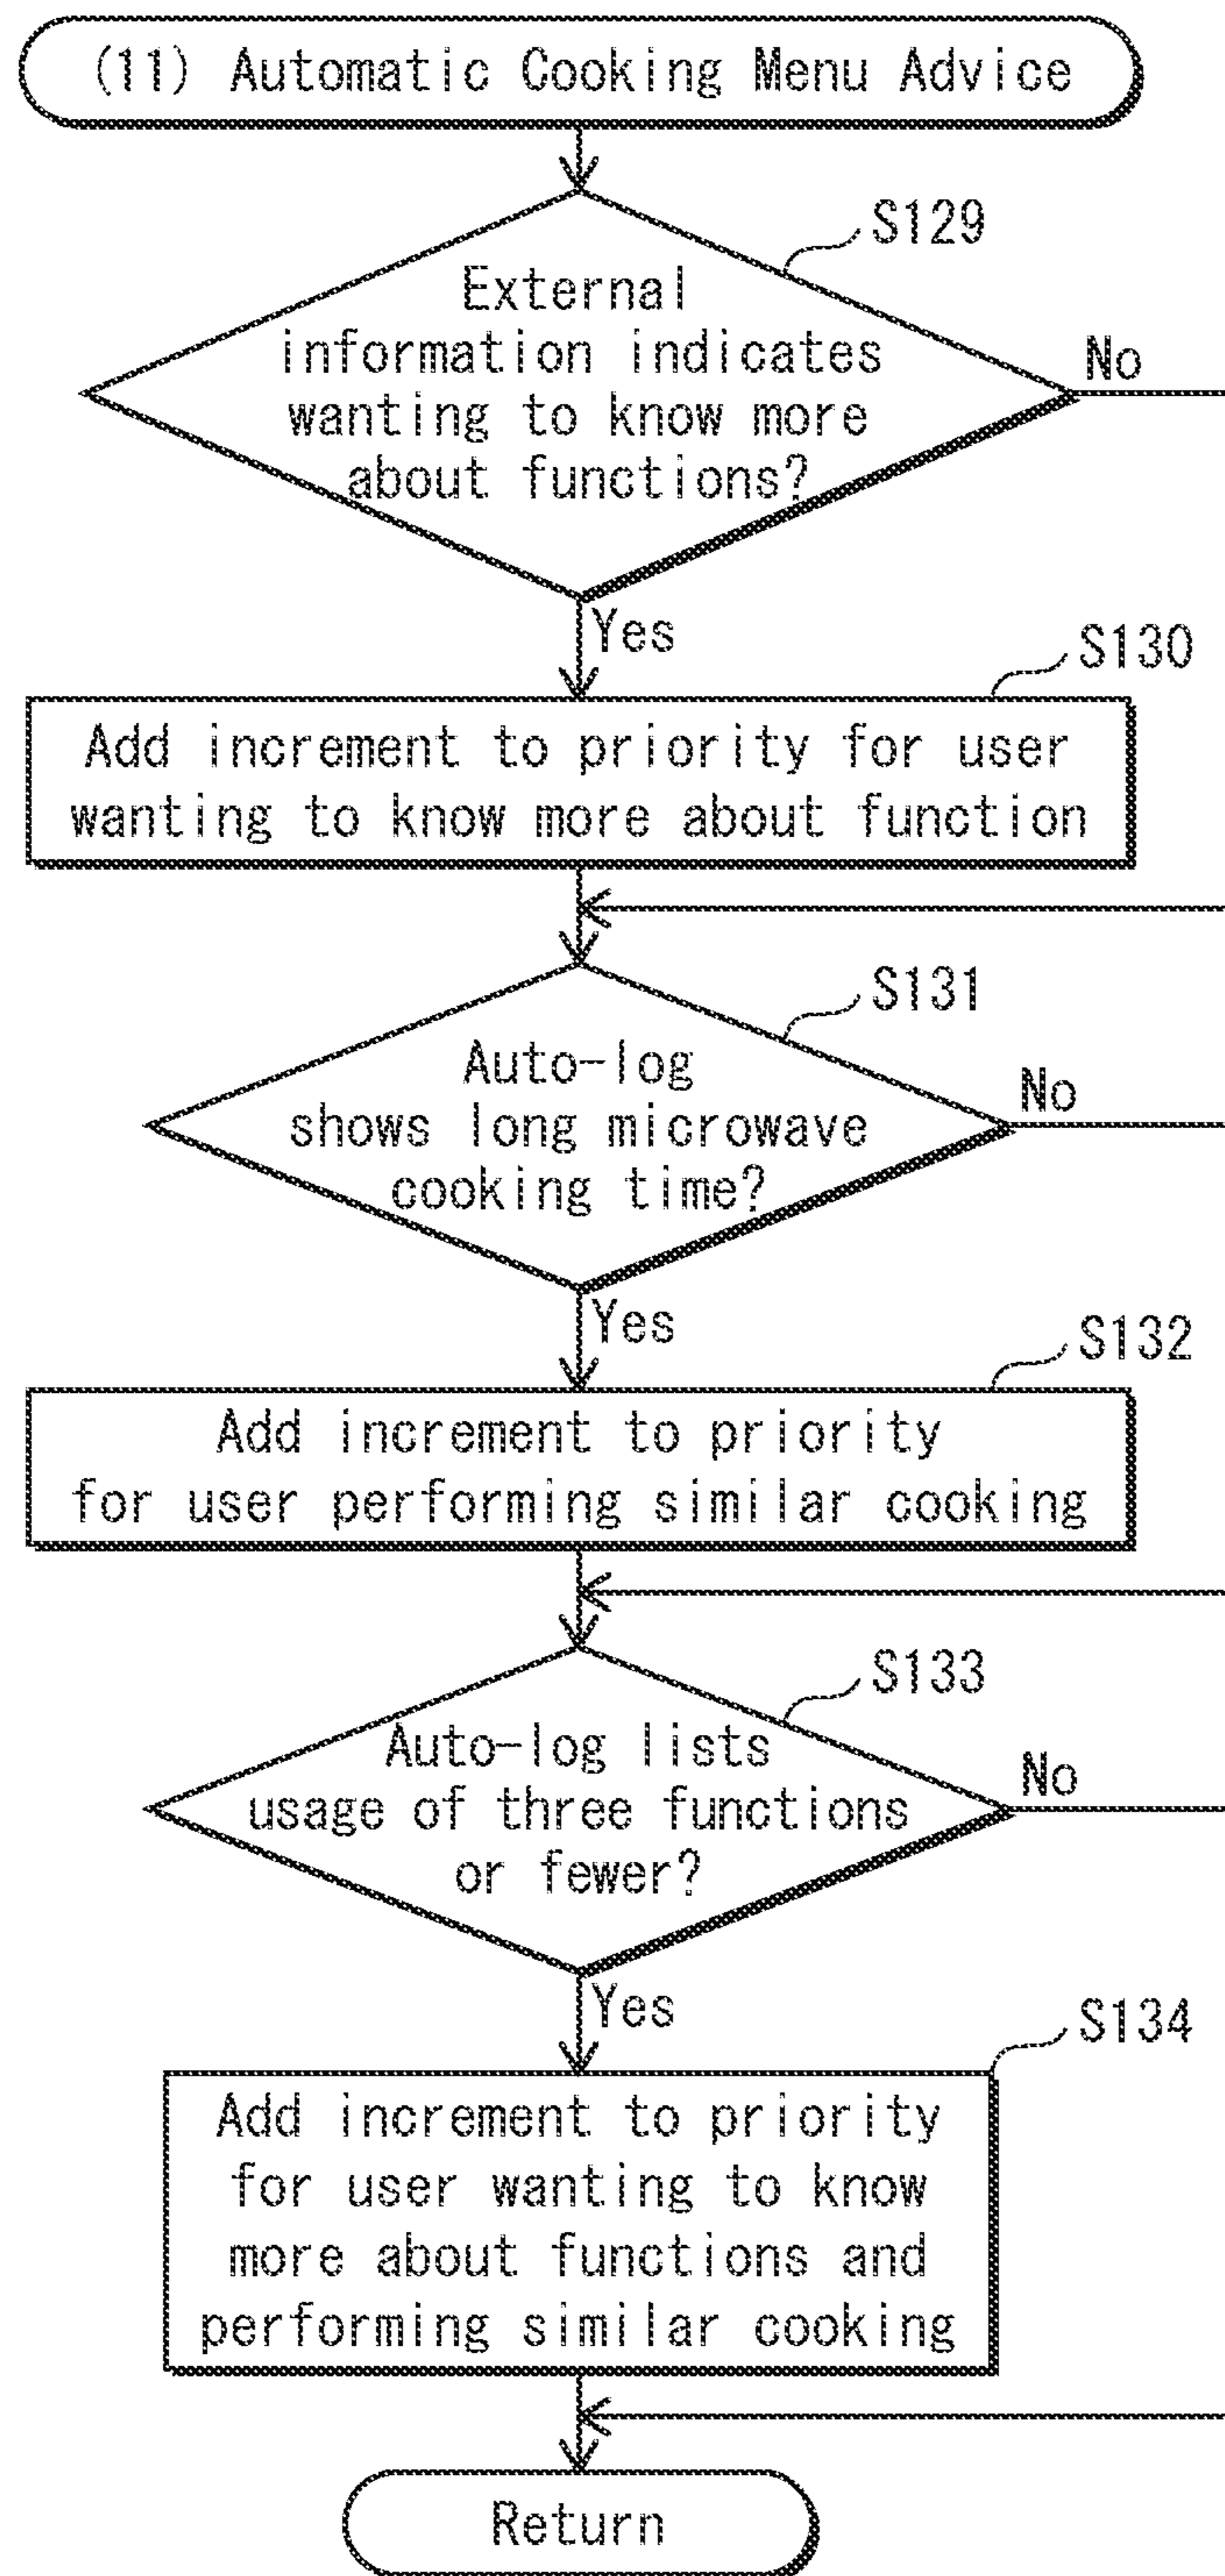 (11) Automatic Cooking Menu Advice
S129
External
information indicates
wanting to know more
about functions?
No
Yes
S130
Add increment to priority for user
wanting to know more about function
S131
Auto-log
shows long microwave
cooking time?
No
Yes
S132
Add increment to priority
for user performing similar cooking
S133
Auto-log lists
usage of three functions
or fewer?
No
Yes
S134
Add increment to priority
for user wanting to know
more about functions and
performing similar cooking
Return